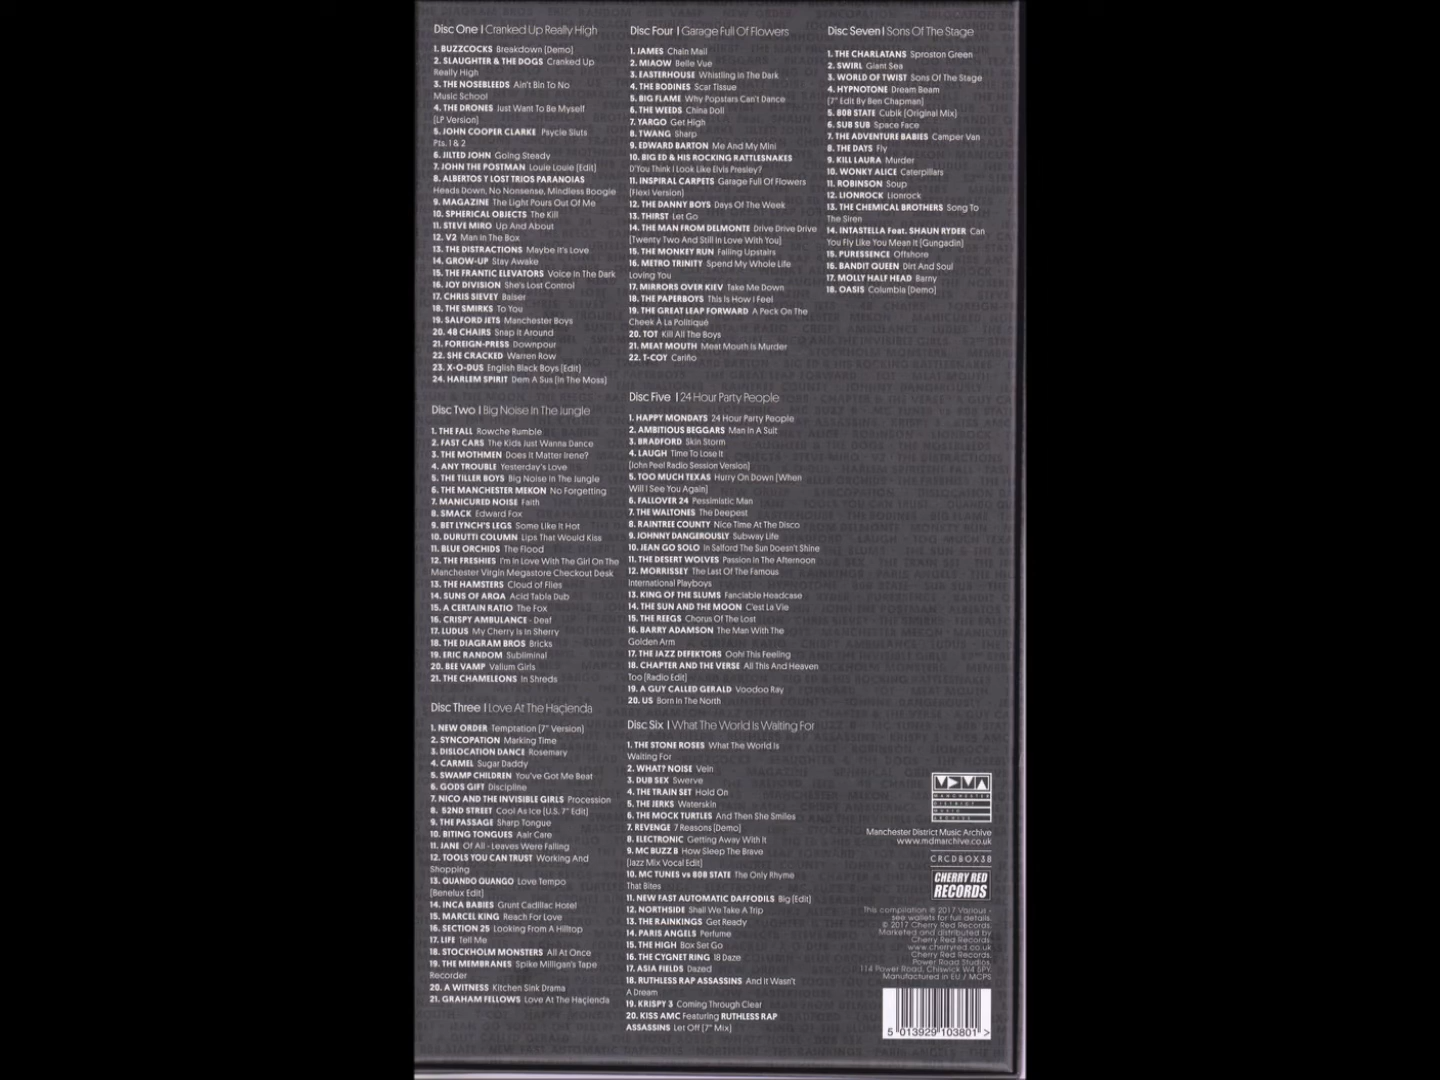 Disc One | Cranked Up Really High
1. BUZZCOCKS Breakdown [Demo]
2. SLAUGHTER & THE DOGS Cranked Up
Really High
3. THE NOSEBLEEDS Ain't Bin To No
Music School
4. THE DRONES Just Want To Be Myself
[LP Version]
5. JOHN COOPER CLARKE Psycle Sluts
Pts. 1 & 2
6. JILTED JOHN Going Steady
7. JOHN THE POSTMAN Louie Louie [Edit]
8. ALBERTOS Y LOST TRIOS PARANOIAS
Heads Down, No Nonsense, Mindless Boogie
9. MAGAZINE The Light Pours Out Of Me
10. SPHERICAL OBJECTS The Kill
11. STEVE MIRO Up And About
12. V2 Man In The Box
13. THE DISTRACTIONS Maybe It's Love
14. GROW-UP Stay Awake
15. THE FRANTIC ELEVATORS Voice In The Dark
16. JOY DIVISION She's Lost Control
17. CHRIS SIEVEY Baiser
18. THE SMIRKS To You
19. SALFORD JETS Manchester Boys
20. 48 CHAIRS Snap It Around
21. FOREIGN-PRESS Downpour
22. SHE CRACKED Warren Row
23. X-O-DUS English Black Boys [Edit]
24. HARLEM SPIRIT Dem A Sus [In The Moss]
Disc Two | Big Noise In The Jungle
1. THE FALL Rowche Rumble
2. FAST CARS The Kids Just Wanna Dance
3. THE MOTHMEN Does It Matter Irene?
4. ANY TROUBLE Yesterday's Love
5. THE TILLER BOYS Big Noise In The Jungle
6. THE MANCHESTER MEKON No Forgetting
7. MANICURED NOISE Faith
8. SMACK Edward Fox
9. BET LYNCH'S LEGS Some Like It Hot
10. DURUTTI COLUMN Lips That Would Kiss
11. BLUE ORCHIDS The Flood
12. THE FRESHIES I'm In Love With The Girl On The
Manchester Virgin Megastore Checkout Desk
13. THE HAMSTERS Cloud of Flies
14. SUNS OF ARQA Acid Tabla Dub
15. A CERTAIN RATIO The Fox
16. CRISPY AMBULANCE - Deaf
17. LUDUS My Cherry Is In Sherry
18. THE DIAGRAM BROS Bricks
19. ERIC RANDOM Subliminal
20. BEE VAMP Valium Girls
21. THE CHAMELEONS In Shreds
Disc Three | Love At The Haçienda
1. NEW ORDER Temptation [7" Version]
2. SYNCOPATION Marking Time
3. DISLOCATION DANCE Rosemary
4. CARMEL Sugar Daddy
5. SWAMP CHILDREN You've Got Me Beat
6. GODS GIFT Discipline
7. NICO AND THE INVISIBLE GIRLS Procession
8. 52ND STREET Cool As Ice [U.S. 7" Edit]
9. THE PASSAGE Sharp Tongue
10. BITING TONGUES Aair Care
11. JANE Of All - Leaves Were Falling
12. TOOLS YOU CAN TRUST Working And
Shopping
13. QUANDO QUANGO Love Tempo
[Benelux Edit]
14. INCA BABIES Grunt Cadillac Hotel
15. MARCEL KING Reach For Love
16. SECTION 25 Looking From A Hilltop
17. LIFE Tell Me
18. STOCKHOLM MONSTERS All At Once
19. THE MEMBRANES Spike Milligan's Tape
Recorder
20. A WITNESS Kitchen Sink Drama
21. GRAHAM FELLOWS Love At The Haçienda
Disc Four | Garage Full Of Flowers
1. JAMES Chain Mail
2. MIAOW Belle Vue
3. EASTERHOUSE Whistling In The Dark
4. THE BODINES Scar Tissue
5. BIG FLAME Why Popstars Can't Dance
6. THE WEEDS China Doll
7. YARGO Get High
8. TWANG Sharp
9. EDWARD BARTON Me And My Mini
10. BIG ED & HIS ROCKING RATTLESNAKES
D'You Think I Look Like Elvis Presley?
11. INSPIRAL CARPETS Garage Full Of Flowers
[Flexi Version]
12. THE DANNY BOYS Days Of The Week
13. THIRST Let Go
14. THE MAN FROM DELMONTE Drive Drive Drive
[Twenty Two And Still In Love With You]
15. THE MONKEY RUN Falling Upstairs
16. METRO TRINITY Spend My Whole Life
Loving You
17. MIRRORS OVER KIEV Take Me Down
18. THE PAPERBOYS This Is How I Feel
19. THE GREAT LEAP FORWARD A Peck On The
Cheek À La Politique
20. TOT Kill All The Boys
21. MEAT MOUTH Meat Mouth Is Murder
22. T-COY Cariño
Disc Five | 24 Hour Party People
1. HAPPY MONDAYS 24 Hour Party People
2. AMBITIOUS BEGGARS Man In A Suit
3. BRADFORD Skin Storm
4. LAUGH Time To Lose It
[John Peel Radio Session Version]
5. TOO MUCH TEXAS Hurry On Down [When
Will I See You Again]
6. FALLOVER 24 Pessimistic Man
7. THE WALTONES The Deepest
8. RAINTREE COUNTY Nice Time At The Disco
9. JOHNNY DANGEROUSLY Subway Life
10. JEAN GO SOLO In Salford The Sun Doesn't Shine
11. THE DESERT WOLVES Passion In The Afternoon
12. MORRISSEY The Last Of The Famous
International Playboys
13. KING OF THE SLUMS Fanciable Headcase
14. THE SUN AND THE MOON C'est La Vie
15. THE REEGS Chorus Of The Lost
16. BARRY ADAMSON The Man With The
Golden Arm
17. THE JAZZ DEFEKTORS Ooh! This Feeling
18. CHAPTER AND THE VERSE All This And Heaven
Too [Radio Edit]
19. A GUY CALLED GERALD Voodoo Ray
20. US Born In The North
Disc Six | What The World Is Waiting For
1. THE STONE ROSES What The World Is
Waiting For
2. WHAT? NOISE Vein
3. DUB SEX Swerve
4. THE TRAIN SET Hold On
5. THE JERKS Waterskin
6. THE MOCK TURTLES And Then She Smiles
7. REVENGE 7 Reasons [Demo]
8. ELECTRONIC Getting Away With It
9. MC BUZZ B How Sleep The Brave
[Jazz Mix Vocal Edit]
10. MC TUNES vs 808 STATE The Only Rhyme
That Bites
11. NEW FAST AUTOMATIC DAFFODILS Big [Edit]
12. NORTHSIDE Shall We Take A Trip
13. THE RAINKINGS Get Ready
14. PARIS ANGELS Perfume
15. THE HIGH Box Set Go
16. THE CYGNET RING 18 Daze
17. ASIA FIELDS Dazed
18. RUTHLESS RAP ASSASSINS And It Wasn't
A Dream
19. KRISPY 3 Coming Through Clear
20. KISS AMC Featuring RUTHLESS RAP
ASSASSINS Let Off [7" Mix]
Disc Seven | Sons Of The Stage
1. THE CHARLATANS Sproston Green
2. SWIRL Giant Sea
3. WORLD OF TWIST Sons Of The Stage
4. HYPNOTONE Dream Beam
[7" Edit By Ben Chapman]
5. 808 STATE Cubik [Original Mix]
6. SUB SUB Space Face
7. THE ADVENTURE BABIES Camper Van
8. THE DAYS Fly
9. KILL LAURA Murder
10. WONKY ALICE Caterpillars
11. ROBINSON Soup
12. LIONROCK Lionrock
13. THE CHEMICAL BROTHERS Song To
The Siren
14. INTASTELLA Feat. SHAUN RYDER Can
You Fly Like You Mean It [Gungadin]
15. PURESSENCE Offshore
16. BANDIT QUEEN Dirt And Soul
17. MOLLY HALF HEAD Barny
18. OASIS Columbia [Demo]
MANCHESTER
DISTRICT
MUSIC
ARCHIVE
Manchester District Music Archive
www.mdmarchive.co.uk
CRCDBOX38
CHERRY RED
RECORDS
This compilation ℗ 2017 Various -
see wallets for full details.
© 2017 Cherry Red Records.
Marketed and distributed by
Cherry Red Records.
www.cherryred.co.uk
Cherry Red Records,
Power Road Studios,
114 Power Road, Chiswick W4 5PY.
Manufactured in EU / MCPS
5 013929 103801 >